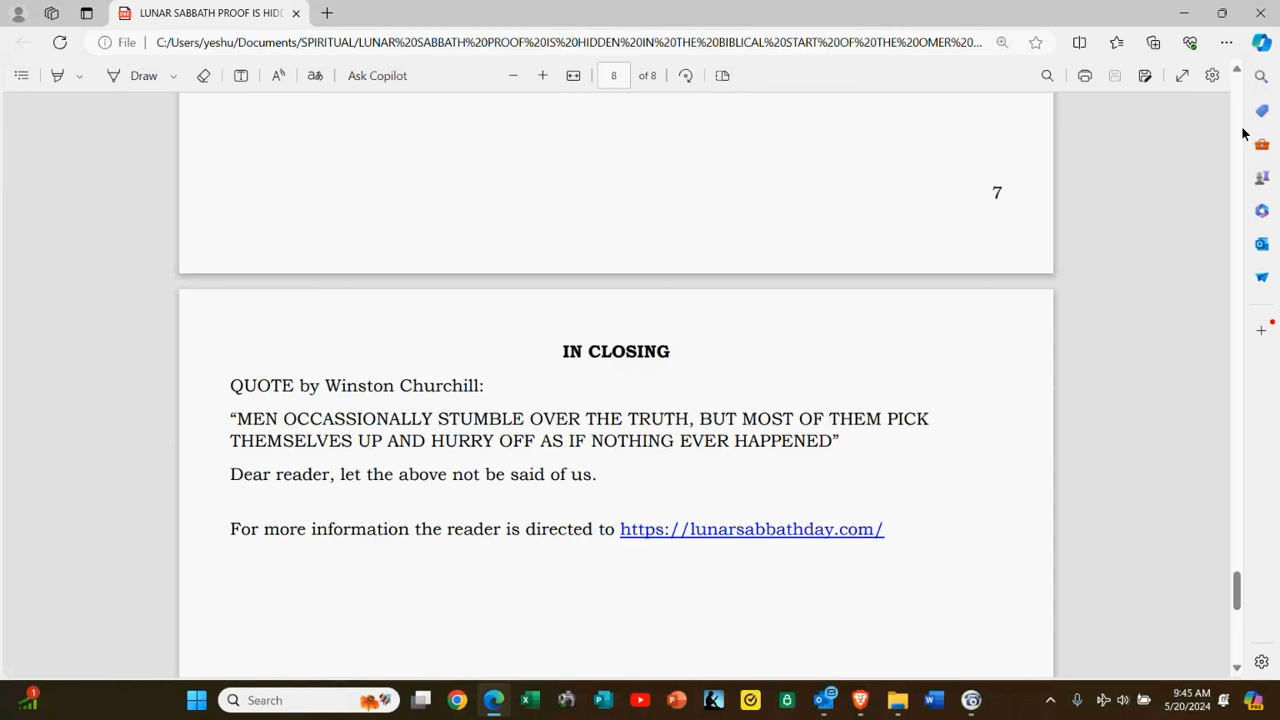 LUNAR SABBATH PROOF IS HIDD
File
C:/Users/yeshu/Documents/SPIRITUAL/LUNAR%20SABBATH%20PROOF%20IS%20HIDDEN%20IN%20THE%20BIBLICAL%20START%20OF%20THE%20OMER%20...
Draw
Ask Copilot
8 of 8
7
IN CLOSING
QUOTE by Winston Churchill:
“MEN OCCASSIONALLY STUMBLE OVER THE TRUTH, BUT MOST OF THEM PICK
THEMSELVES UP AND HURRY OFF AS IF NOTHING EVER HAPPENED”
Dear reader, let the above not be said of us.
For more information the reader is directed to https://lunarsabbathday.com/
1
Search
9:45 AM
5/20/2024